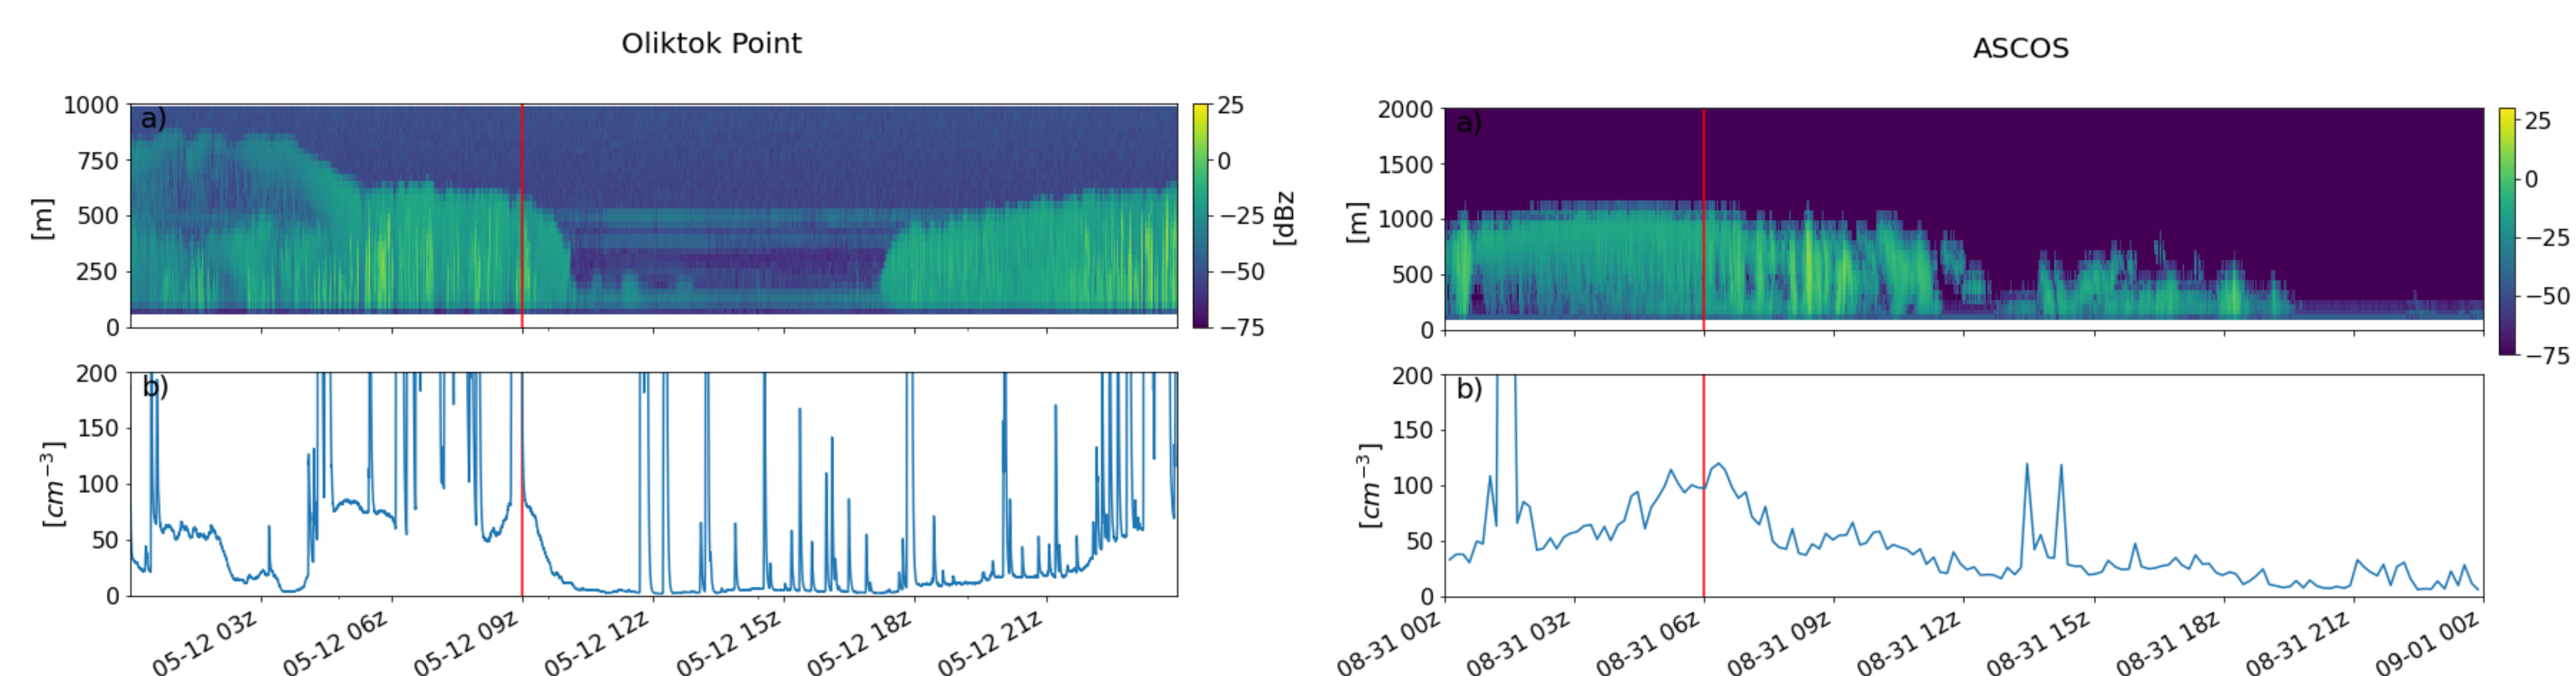 Oliktok Point
ASCOS
a)
1000
750
500
250
0
[m]
25
0
−25
−50
−75
[dBz
b)
200
150
100
50
0
[cm⁻³]
05-12 03z
05-12 06z
05-12 09z
05-12 12z
05-12 15z
05-12 18z
05-12 21z
a)
2000
1500
1000
500
0
[m]
25
0
−25
−50
−75
b)
200
150
100
50
0
[cm⁻³]
08-31 00z
08-31 03z
08-31 06z
08-31 09z
08-31 12z
08-31 15z
08-31 18z
08-31 21z
09-01 00z